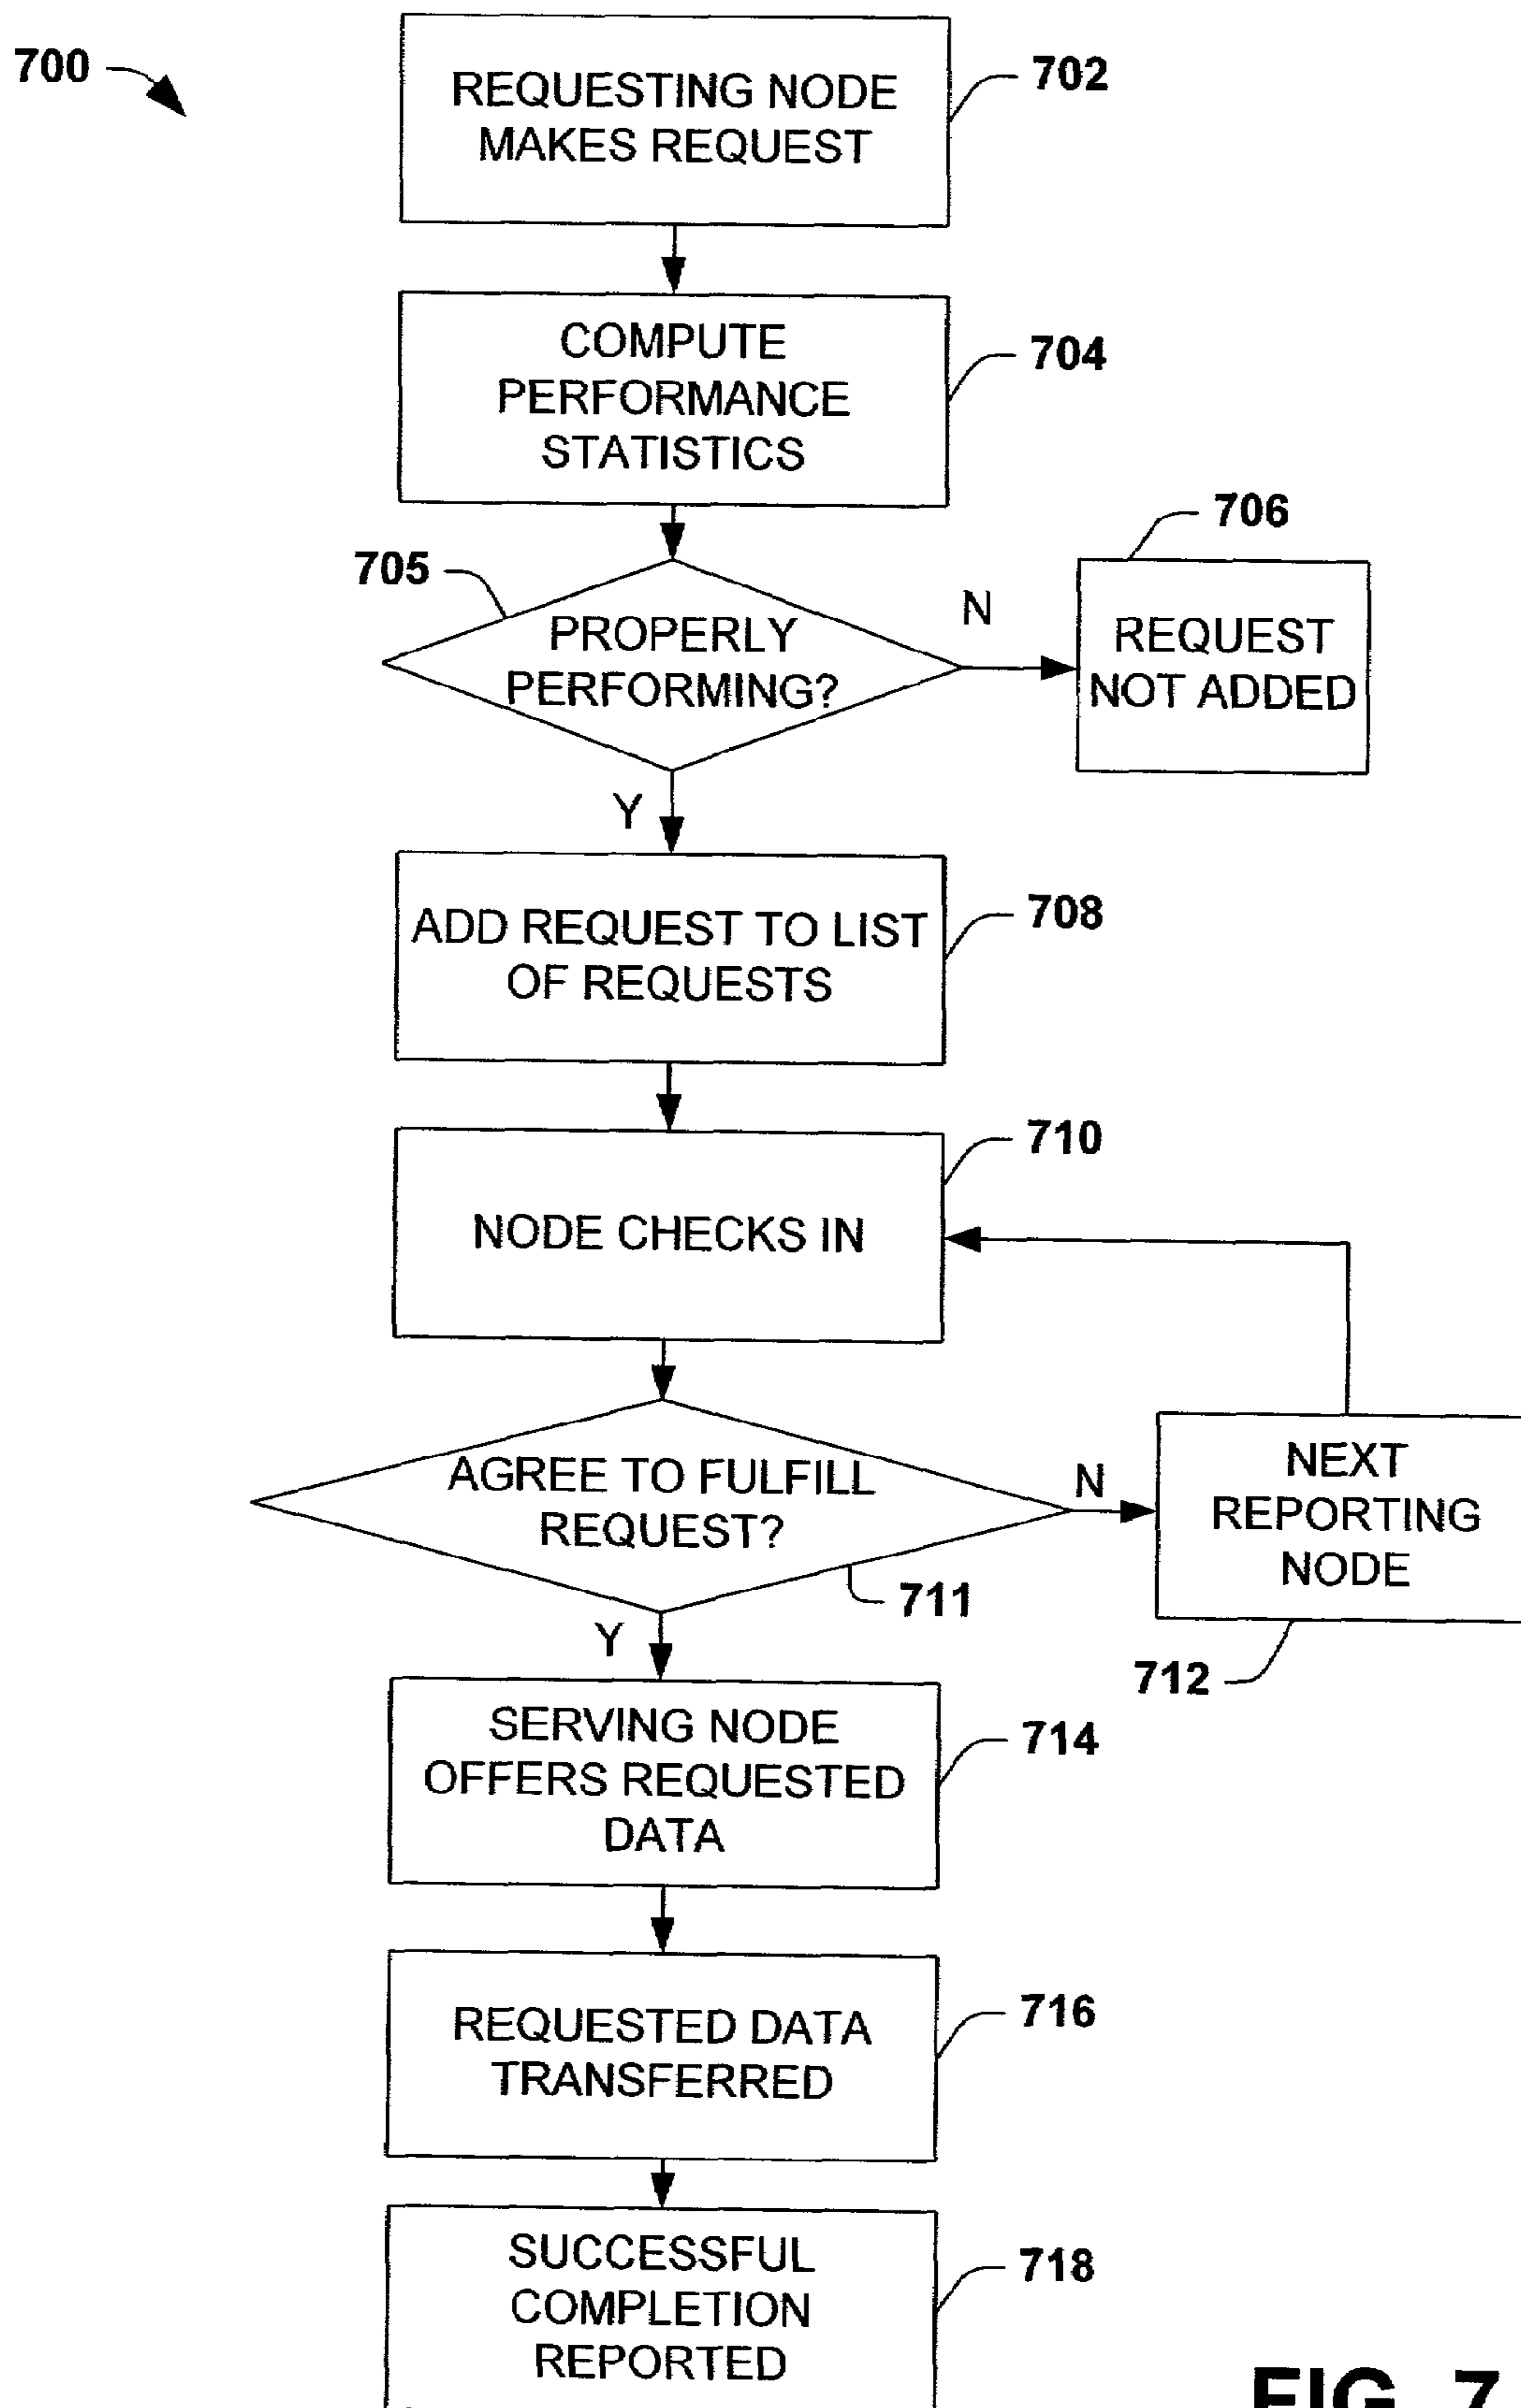 700
REQUESTING NODE
MAKES REQUEST
702
COMPUTE
PERFORMANCE
STATISTICS
704
705
PROPERLY
PERFORMING?
N
706
REQUEST
NOT ADDED
Y
ADD REQUEST TO LIST
OF REQUESTS
708
NODE CHECKS IN
710
AGREE TO FULFILL
REQUEST?
711
N
NEXT
REPORTING
NODE
712
Y
SERVING NODE
OFFERS REQUESTED
DATA
714
REQUESTED DATA
TRANSFERRED
716
SUCCESSFUL
COMPLETION
REPORTED
718
FIG. 7